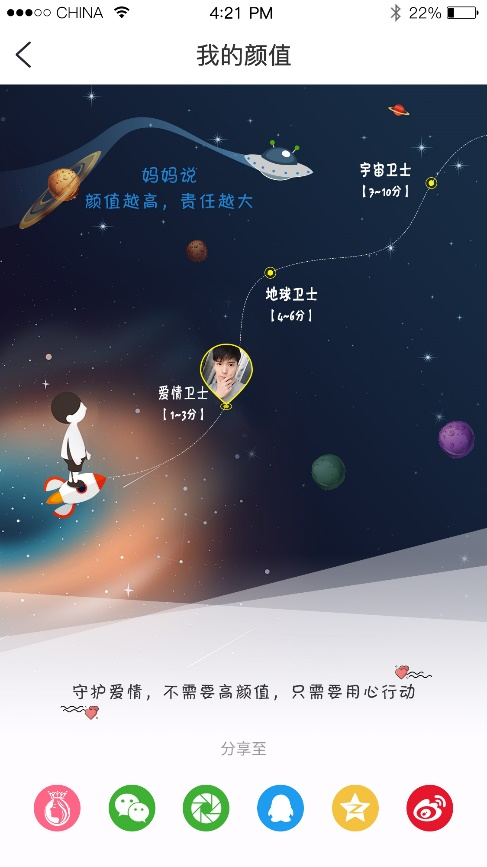 CHINA
4:21 PM
22%
我的颜值
妈妈说
颜值越高，责任越大
宇宙卫士
【7~10分】
地球卫士
【4~6分】
爱情卫士
【1~3分】
守护爱情，不需要高颜值，只需要用心行动
分享至